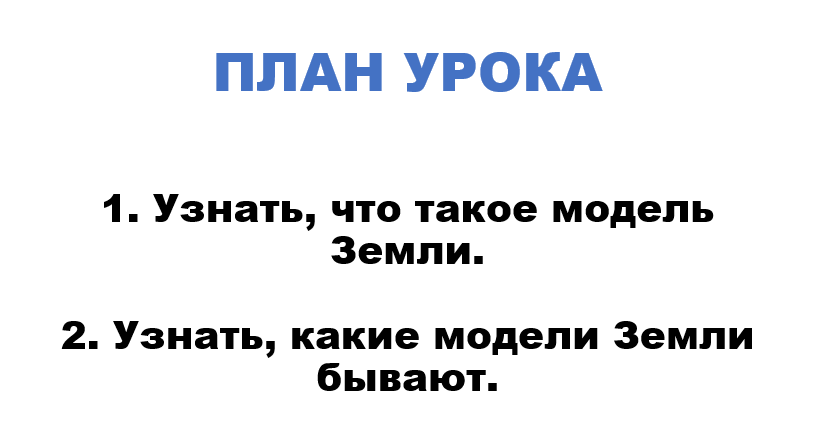 ПЛАН УРОКА
1. Узнать, что такое модель
Земли.
2. Узнать, какие модели Земли
бывают.